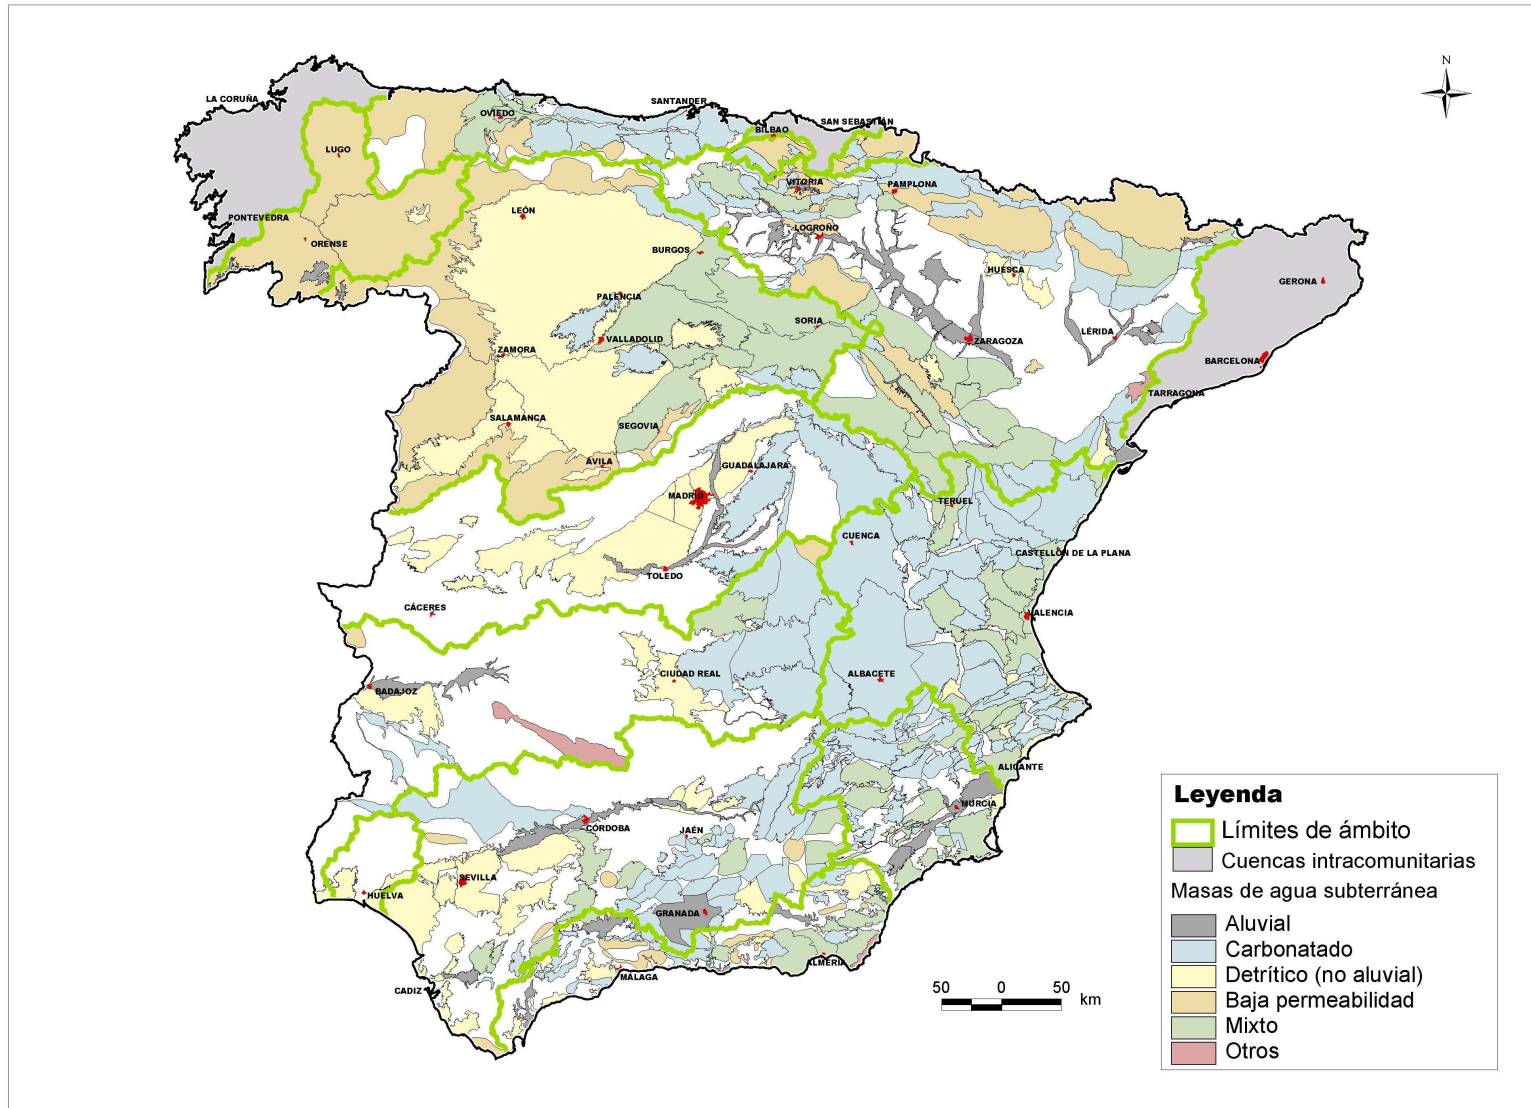 N
LA CORUÑA
SANTANDER
OVIEDO
SAN SEBASTIÁN
BILBAO
LUGO
VITORIA
PAMPLONA
LEÓN
PONTEVEDRA
LOGROÑO
ORENSE
BURGOS
HUESCA
GERONA
PALENCIA
SORIA
LÉRIDA
VALLADOLID
ZARAGOZA
ZAMORA
BARCELONA
TARRAGONA
SALAMANCA
SEGOVIA
ÁVILA
GUADALAJARA
MADRID
TERUEL
CUENCA
CASTELLÓN DE LA PLANA
TOLEDO
CÁCERES
VALENCIA
CIUDAD REAL
ALBACETE
BADAJOZ
ALICANTE
MURCIA
CÓRDOBA
JAÉN
SEVILLA
HUELVA
GRANADA
ALMERÍA
MÁLAGA
CADIZ
50 0 50
km
Leyenda
Límites de ámbito
Cuencas intracomunitarias
Masas de agua subterránea
Aluvial
Carbonatado
Detrítico (no aluvial)
Baja permeabilidad
Mixto
Otros